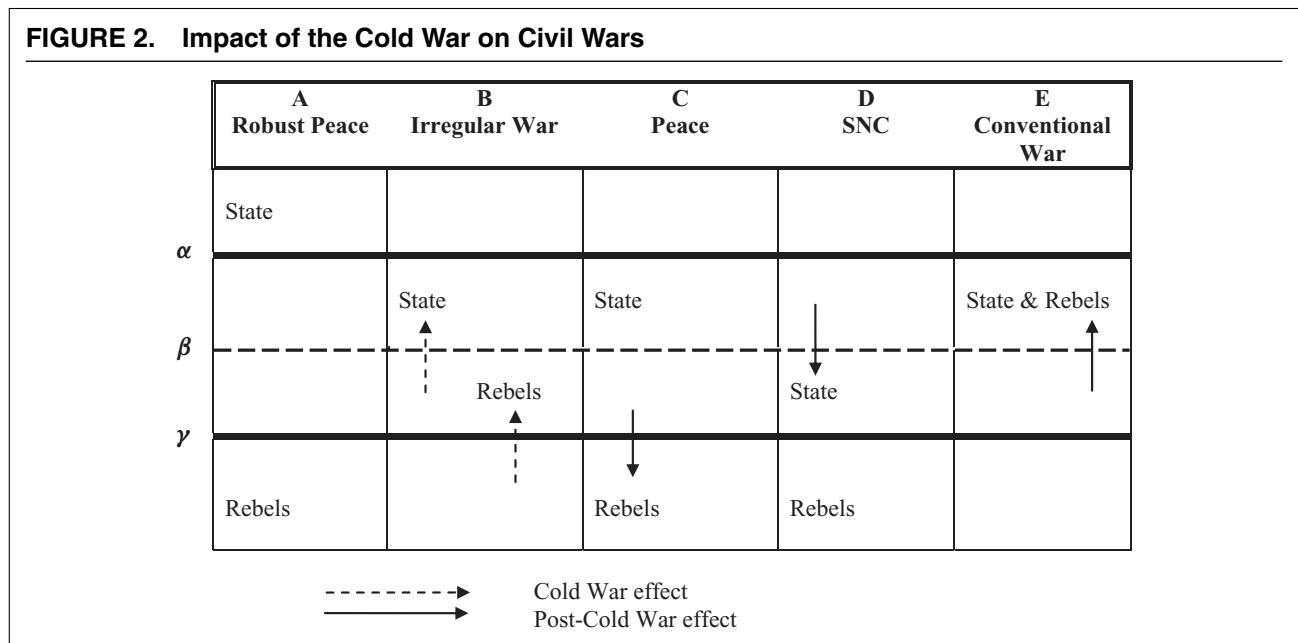 FIGURE 2. Impact of the Cold War on Civil Wars
A B C D E
Robust Peace Irregular War Peace SNC Conventional
War
State
α
State State State & Rebels
β
Rebels State
γ
Rebels Rebels Rebels
Cold War effect
Post-Cold War effect